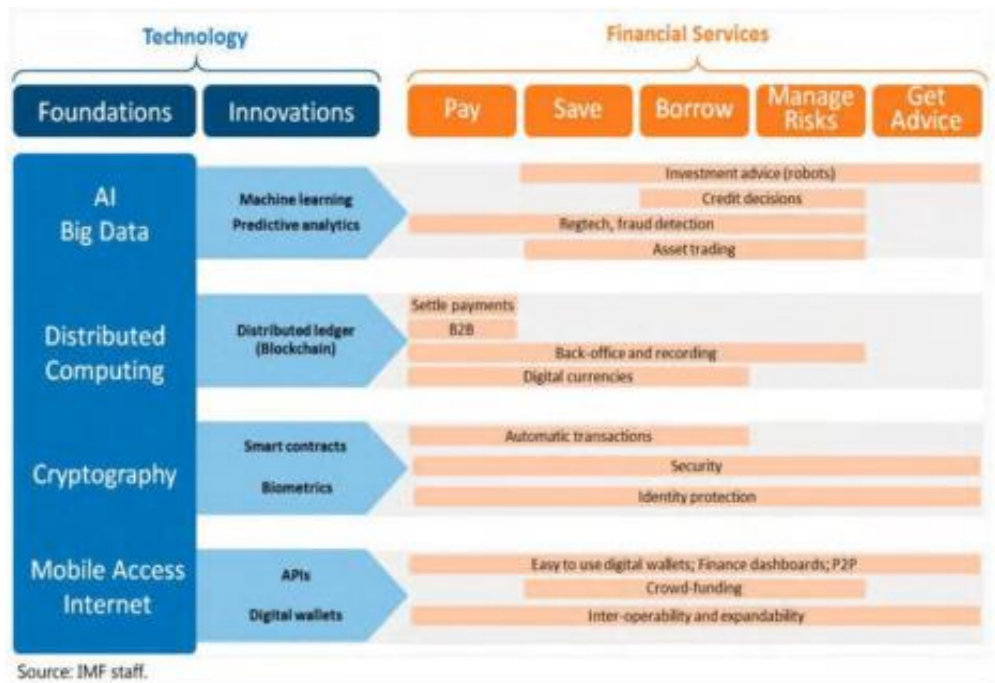 Technology
Financial Services
Foundations
Innovations
Pay
Save
Borrow
Manage
Risks
Get
Advice
AI
Big Data
Machine learning
Predictive analytics
Investment advice (robots)
Credit decisions
Regtech, fraud detection
Asset trading
Distributed
Computing
Distributed ledger
(Blockchain)
Settle payments
B2B
Back-office and recording
Digital currencies
Cryptography
Smart contracts
Biometrics
Automatic transactions
Security
Identity protection
Mobile Access
Internet
APIs
Digital wallets
Easy to use digital wallets; Finance dashboards; P2P
Crowd-funding
Inter-operability and expandability
Source: IMF staff.